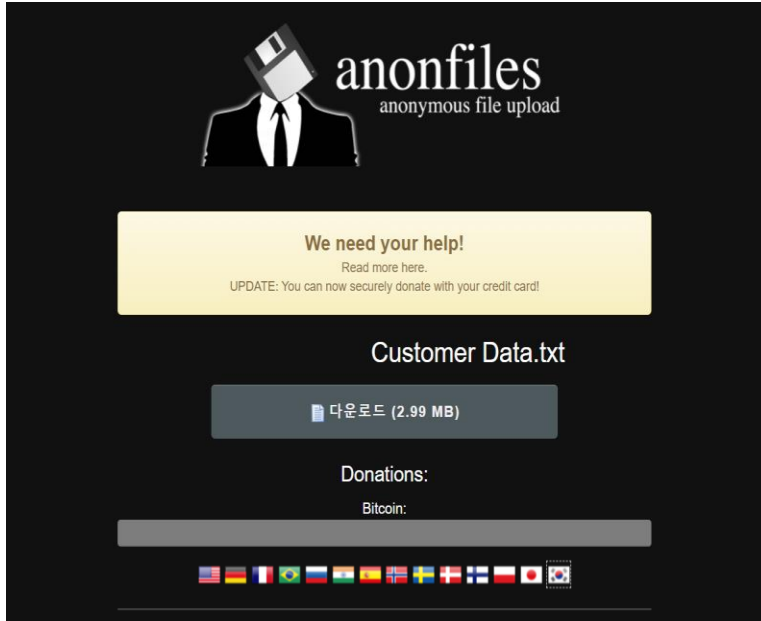 anonfiles
anonymous file upload
We need your help!
Read more here.
UPDATE: You can now securely donate with your credit card!
Customer Data.txt
다운로드 (2.99 MB)
Donations:
Bitcoin: